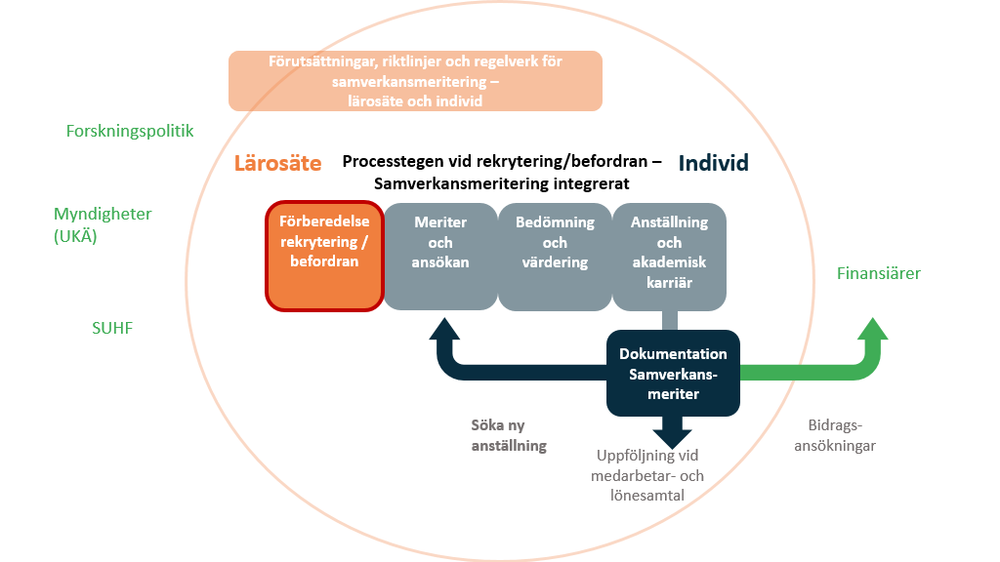 Förutsättningar, riktlinjer och regelverk för
samverkansmeritering –
lärosäte och individ
Forskningspolitik
Lärosäte
Processtegen vid rekrytering/befordran –
Samverkansmeritering integrerat
Individ
Myndigheter
(UKÄ)
Förberedelse
rekrytering /
befordran
Meriter
och
ansökan
Bedömning
och
värdering
Anställning
och
akademisk
karriär
Finansiärer
SUHF
Dokumentation
Samverkans-
meriter
Söka ny
anställning
Bidrags-
ansökningar
Uppföljning vid
medarbetar- och
lönesamtal